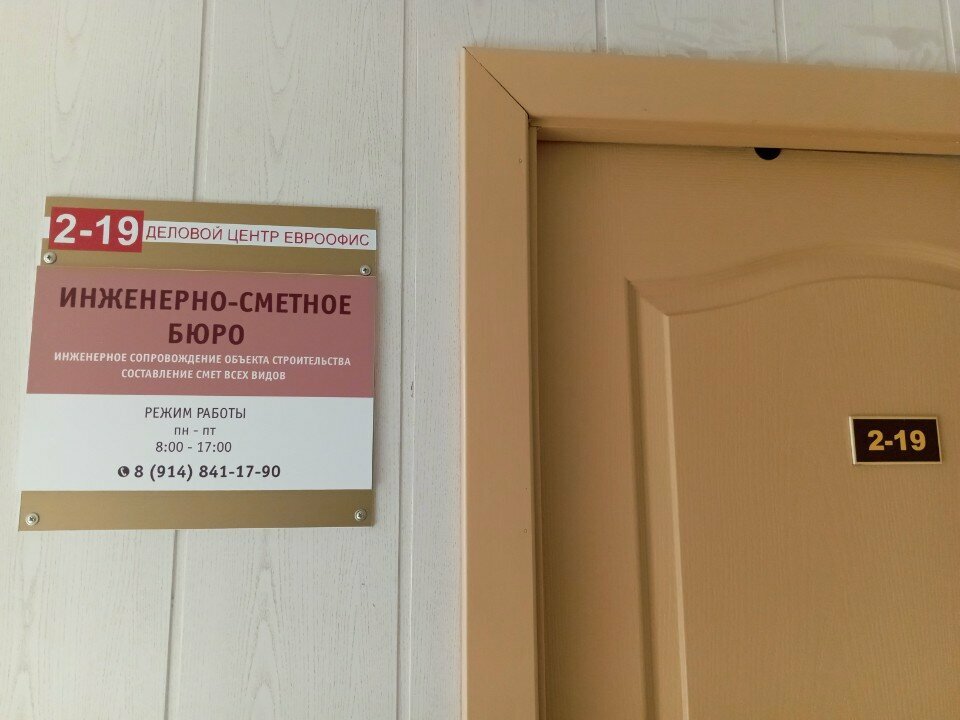 2-19 ДЕЛОВОЙ ЦЕНТР ЕВРООФИС
ИНЖЕНЕРНО-СМЕТНОЕ
БЮРО
ИНЖЕНЕРНОЕ СОПРОВОЖДЕНИЕ ОБЪЕКТА СТРОИТЕЛЬСТВА
СОСТАВЛЕНИЕ СМЕТ ВСЕХ ВИДОВ
РЕЖИМ РАБОТЫ
ПН - ПТ
8:00 - 17:00
8 (914) 841-17-90
2-19